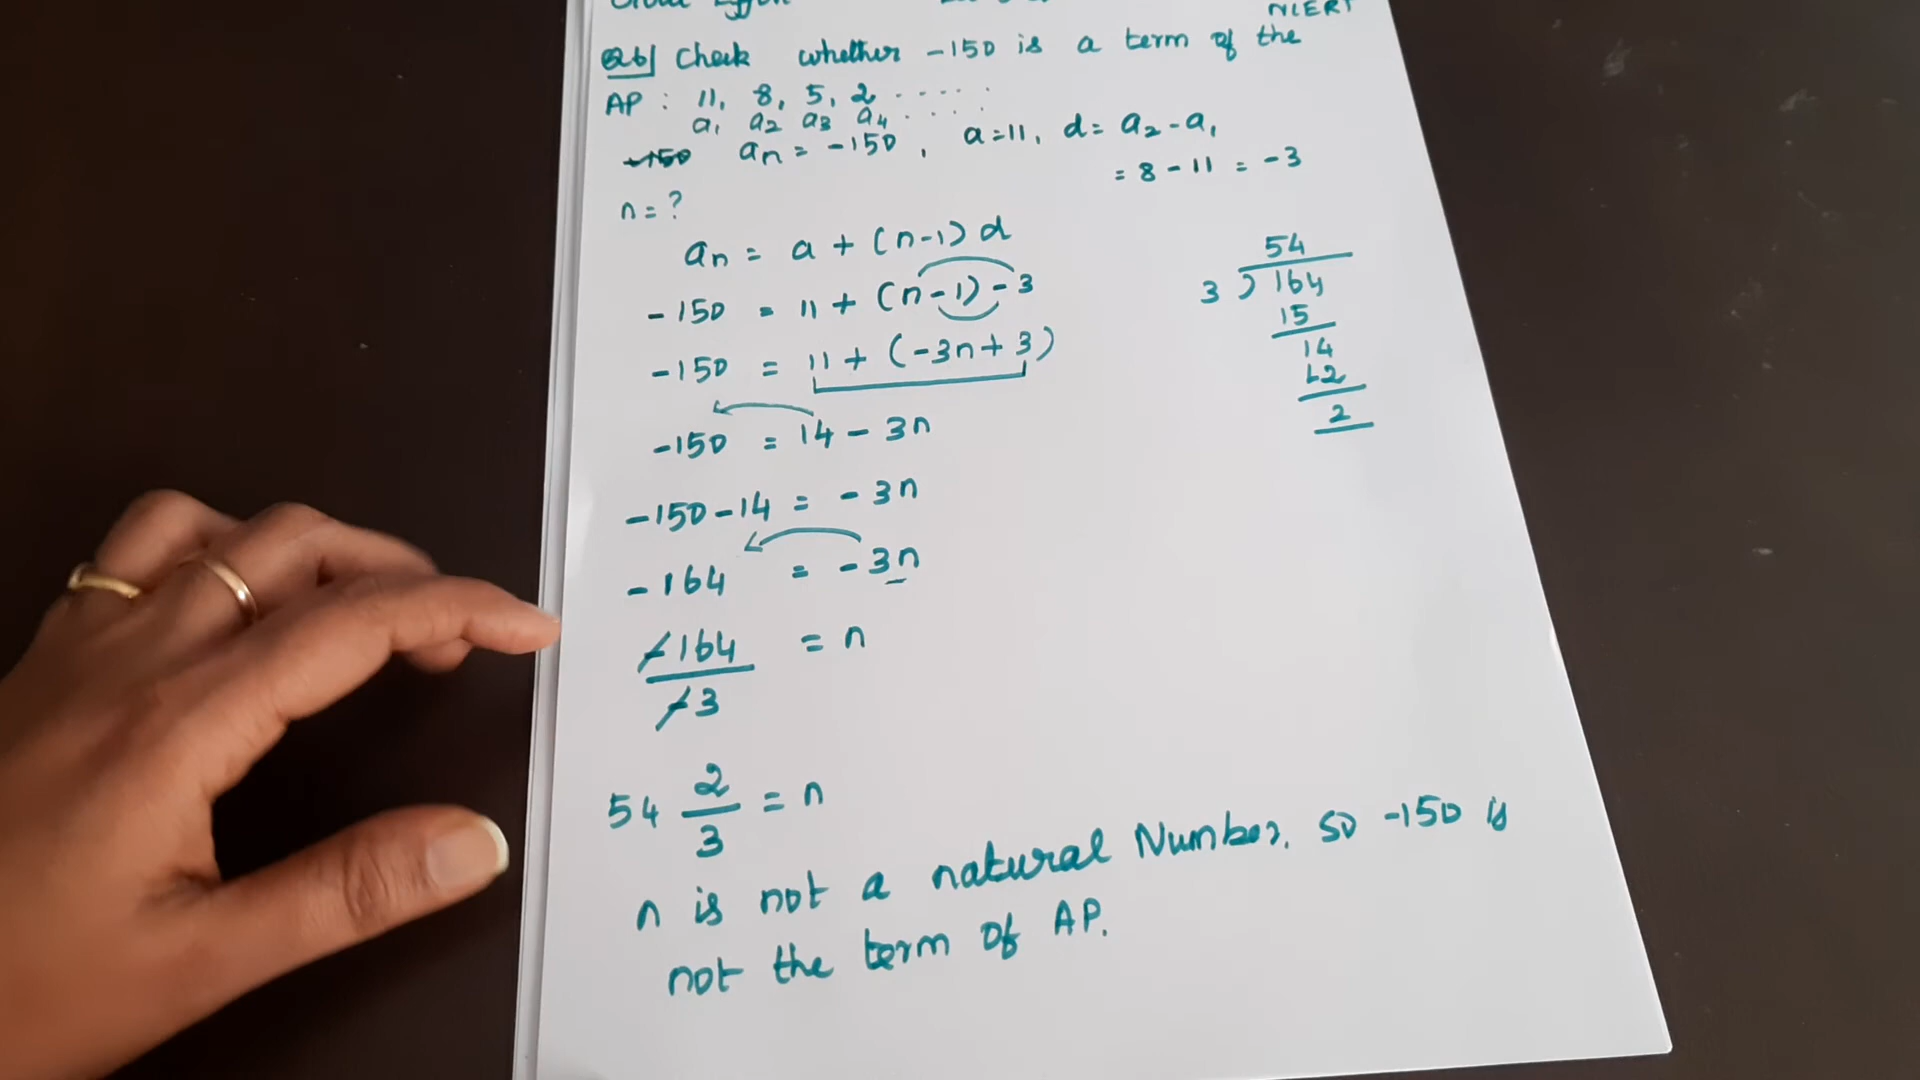 NCERT
Q6) Check whether -150 is a term of the
AP : 11, 8, 5, 2 ......
a₁ a₂ a₃ a₄ .....
aₙ = -150, a = 11, d = a₂ - a₁
= 8 - 11 = -3
n = ?
aₙ = a + (n-1) d
-150 = 11 + (n-1) - 3
-150 = 11 + (-3n + 3)
-150 = 14 - 3n
-150 - 14 = - 3n
-164 = - 3n
-164/-3 = n
54 2/3 = n
n is not a natural Number. so -150 is
not the term of AP.
54
3 ) 164
15
14
12
2